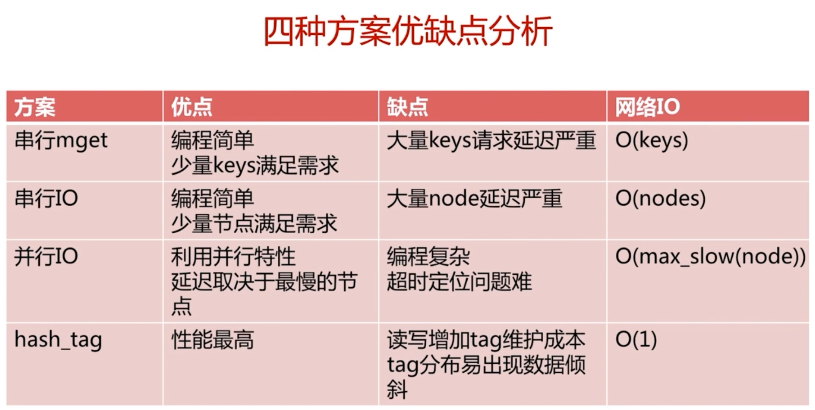 四种方案优缺点分析
方案 优点 缺点 网络IO
串行mget 编程简单 大量keys请求延迟严重 O(keys)
少量keys满足需求
串行IO 编程简单 大量node延迟严重 O(nodes)
少量节点满足需求
并行IO 利用并行特性 编程复杂 O(max_slow(node))
延迟取决于最慢的节 超时定位问题难
点
hash_tag 性能最高 读写增加tag维护成本 O(1)
tag分布易出现数据倾
斜